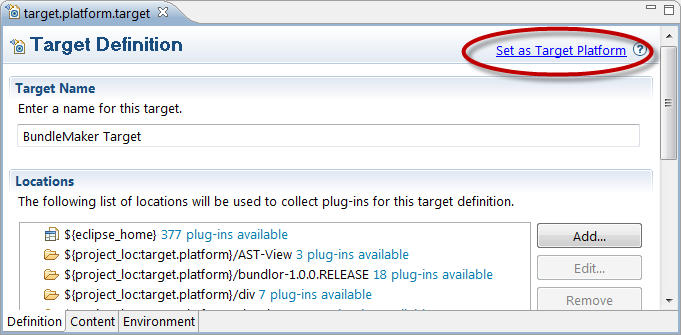 target.platform.target
Target Definition
Set as Target Platform
Target Name
Enter a name for this target.
BundleMaker Target
Locations
The following list of locations will be used to collect plug-ins for this target definition.
${eclipse_home} 377 plug-ins available
${project_loc:target.platform}/AST-View 3 plug-ins available
${project_loc:target.platform}/bundlor-1.0.0.RELEASE 18 plug-ins available
${project_loc:target.platform}/div 7 plug-ins available
Add...
Edit...
Remove
Definition Content Environment